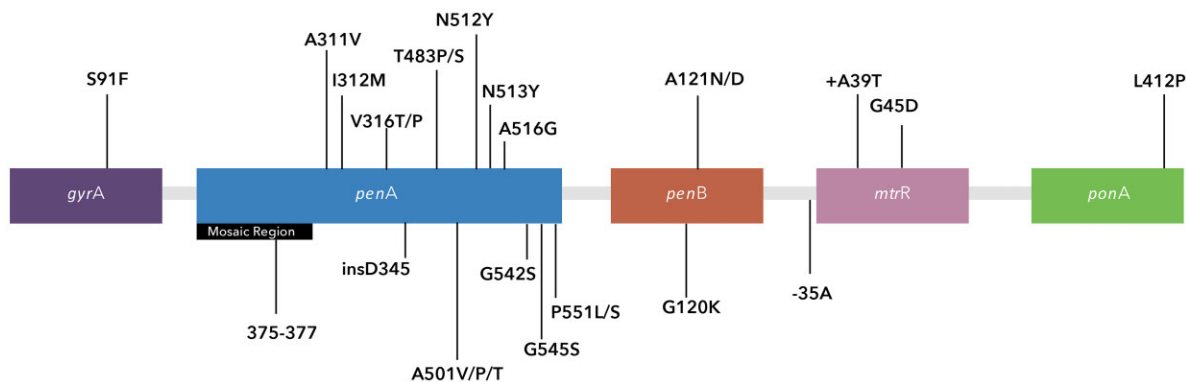 N512Y
A311V
T483P/S
S91F
I312M
N513Y
A121N/D
+A39T
L412P
G45D
V316T/P
A516G
gyrA
penA
penB
mtrR
ponA
Mosaic Region
insD345
G542S
-35A
P551L/S
G120K
375-377
G545S
A501V/P/T